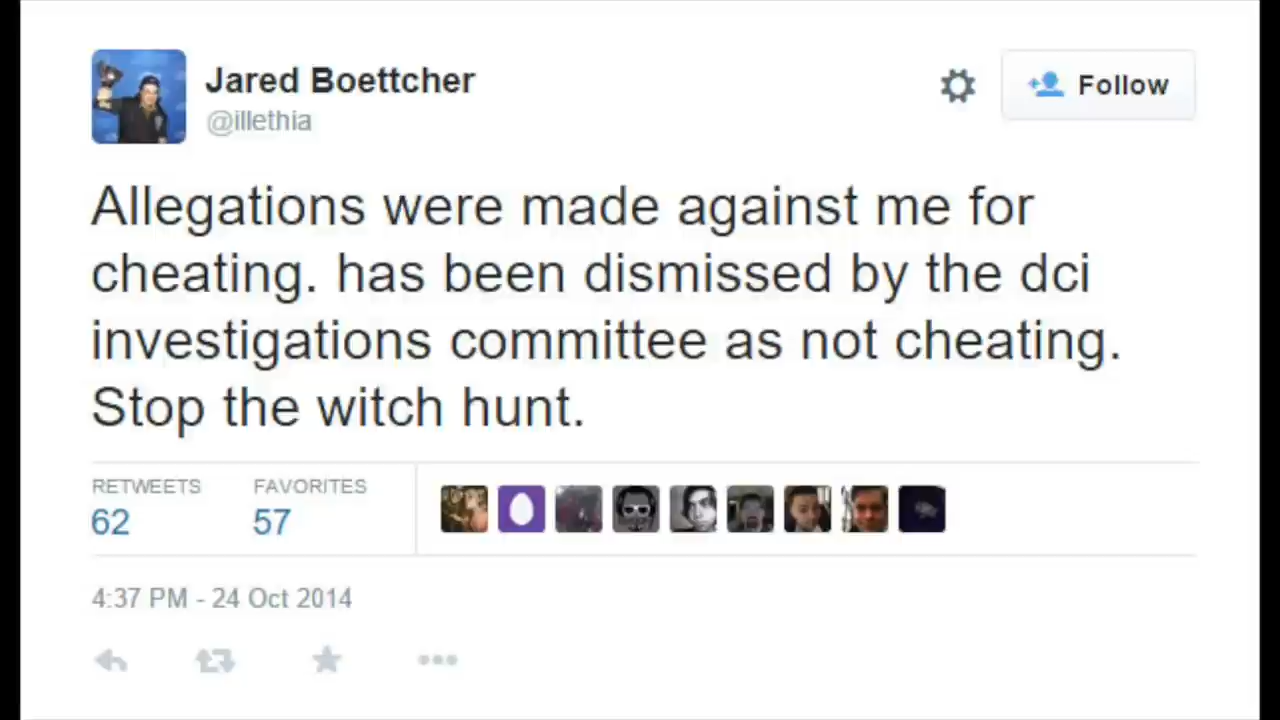 Jared Boettcher
@illethia
Follow
Allegations were made against me for
cheating. has been dismissed by the dci
investigations committee as not cheating.
Stop the witch hunt.
RETWEETS FAVORITES
62 57
4:37 PM - 24 Oct 2014